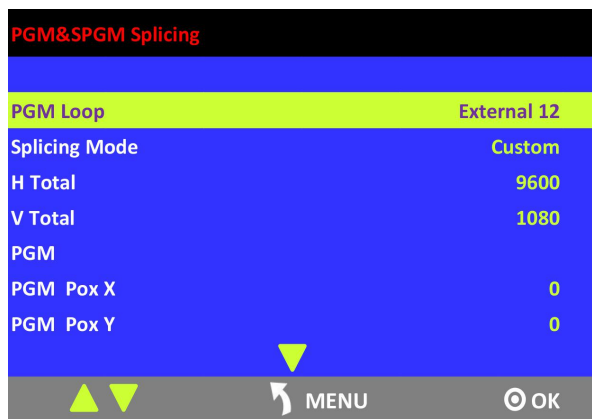 PGM&SPGM Splicing
PGM Loop External 12
Splicing Mode Custom
H Total 9600
V Total 1080
PGM
PGM Pox X 0
PGM Pox Y 0
MENU OK